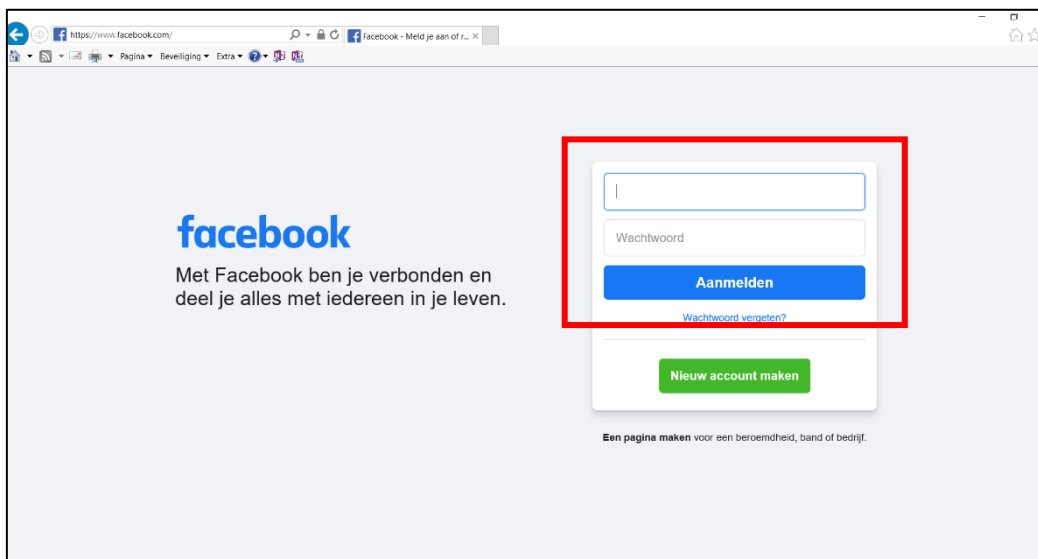 https://www.facebook.com/
Facebook - Meld je aan of r...
Pagina Beveiliging Extra
facebook
Met Facebook ben je verbonden en
deel je alles met iedereen in je leven.
Wachtwoord
Aanmelden
Wachtwoord vergeten?
Nieuw account maken
Een pagina maken voor een beroemdheid, band of bedrijf.